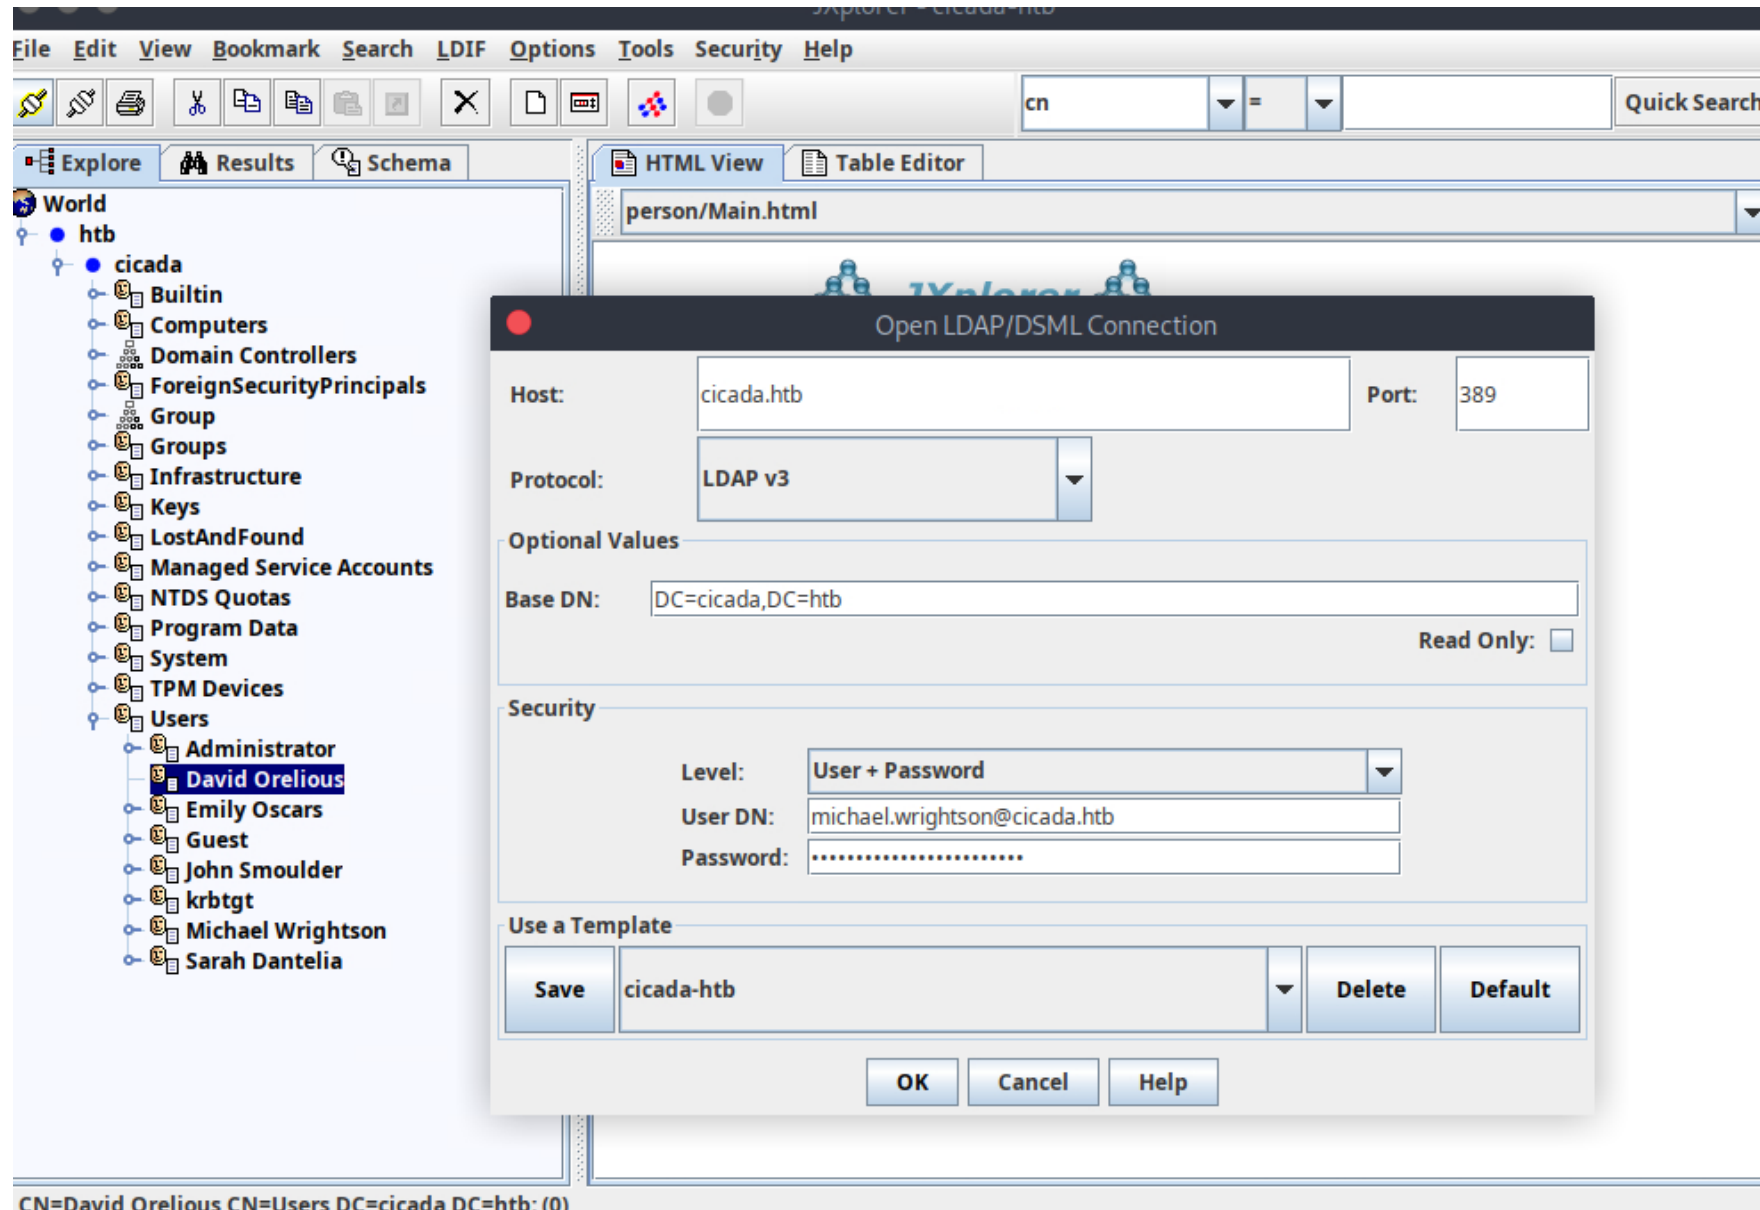 JXplorer - cicada-htb
File Edit View Bookmark Search LDIF Options Tools Security Help
cn = Quick Search
Explore Results Schema HTML View Table Editor
World
person/Main.html
htb
cicada
Builtin
JXplorer
Computers
Open LDAP/DSML Connection
Domain Controllers
ForeignSecurityPrincipals
Host: cicada.htb Port: 389
Group
Groups
Infrastructure
Protocol: LDAP v3
Keys
LostAndFound
Optional Values
Managed Service Accounts
NTDS Quotas
Base DN: DC=cicada,DC=htb
Program Data
Read Only:
System
TPM Devices
Security
Users
Administrator
Level: User + Password
David Orelious
Emily Oscars
User DN: michael.wrightson@cicada.htb
Guest
Password: ••••••••••••••••••••••••
John Smoulder
krbtgt
Use a Template
Michael Wrightson
Sarah Dantelia
Save cicada-htb Delete Default
OK Cancel Help
CN=David Orelious CN=Users DC=cicada DC=htb: (0)